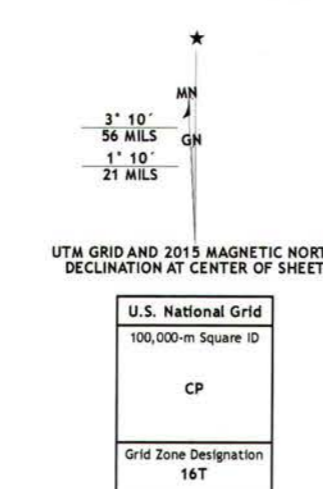 ★
MN
3° 10´
56 MILS
GN
1° 10´
21 MILS
UTM GRID AND 2015 MAGNETIC NORT
DECLINATION AT CENTER OF SHEET
U.S. National Grid
100,000-m Square ID
CP
Grid Zone Designation
16T